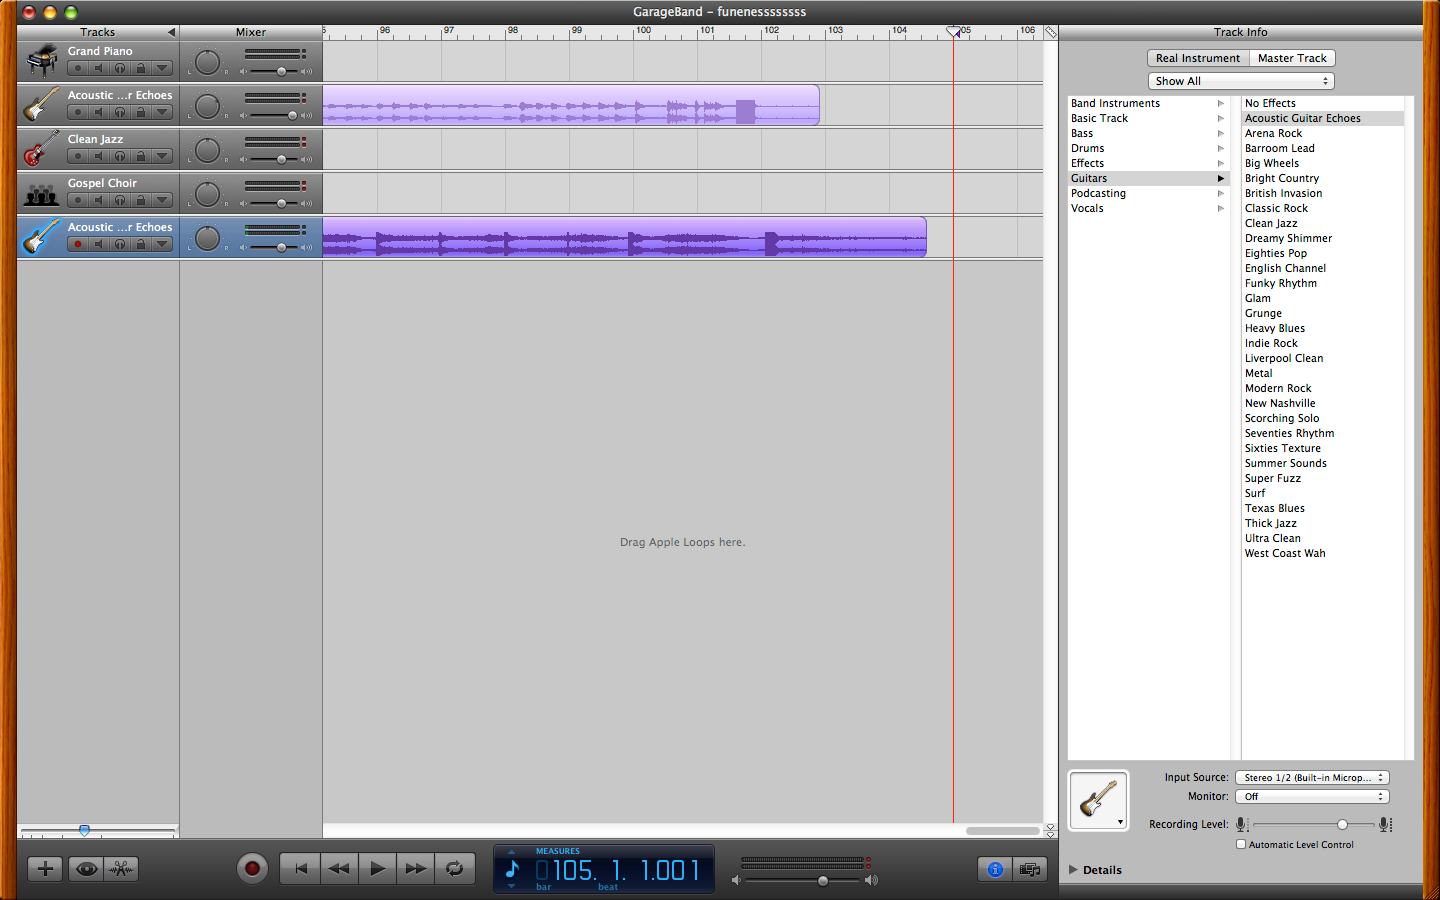 GarageBand – funenessssssss
Tracks
Mixer
5 96 97 98 99 100 101 102 103 104 105 106
Track Info
Grand Piano
L R
Acoustic ...r Echoes
L R
Clean Jazz
L R
Gospel Choir
L R
Acoustic ...r Echoes
L R
Drag Apple Loops here.
Real Instrument Master Track
Show All
Band Instruments
Basic Track
Bass
Drums
Effects
Guitars
Podcasting
Vocals
No Effects
Acoustic Guitar Echoes
Arena Rock
Barroom Lead
Big Wheels
Bright Country
British Invasion
Classic Rock
Clean Jazz
Dreamy Shimmer
Eighties Pop
English Channel
Funky Rhythm
Glam
Grunge
Heavy Blues
Indie Rock
Liverpool Clean
Metal
Modern Rock
New Nashville
Scorching Solo
Seventies Rhythm
Sixties Texture
Summer Sounds
Super Fuzz
Surf
Texas Blues
Thick Jazz
Ultra Clean
West Coast Wah
Input Source: Stereo 1/2 (Built-in Microp...
Monitor: Off
Recording Level:
Automatic Level Control
Details
MEASURES
0105. 1. 1.001
bar beat